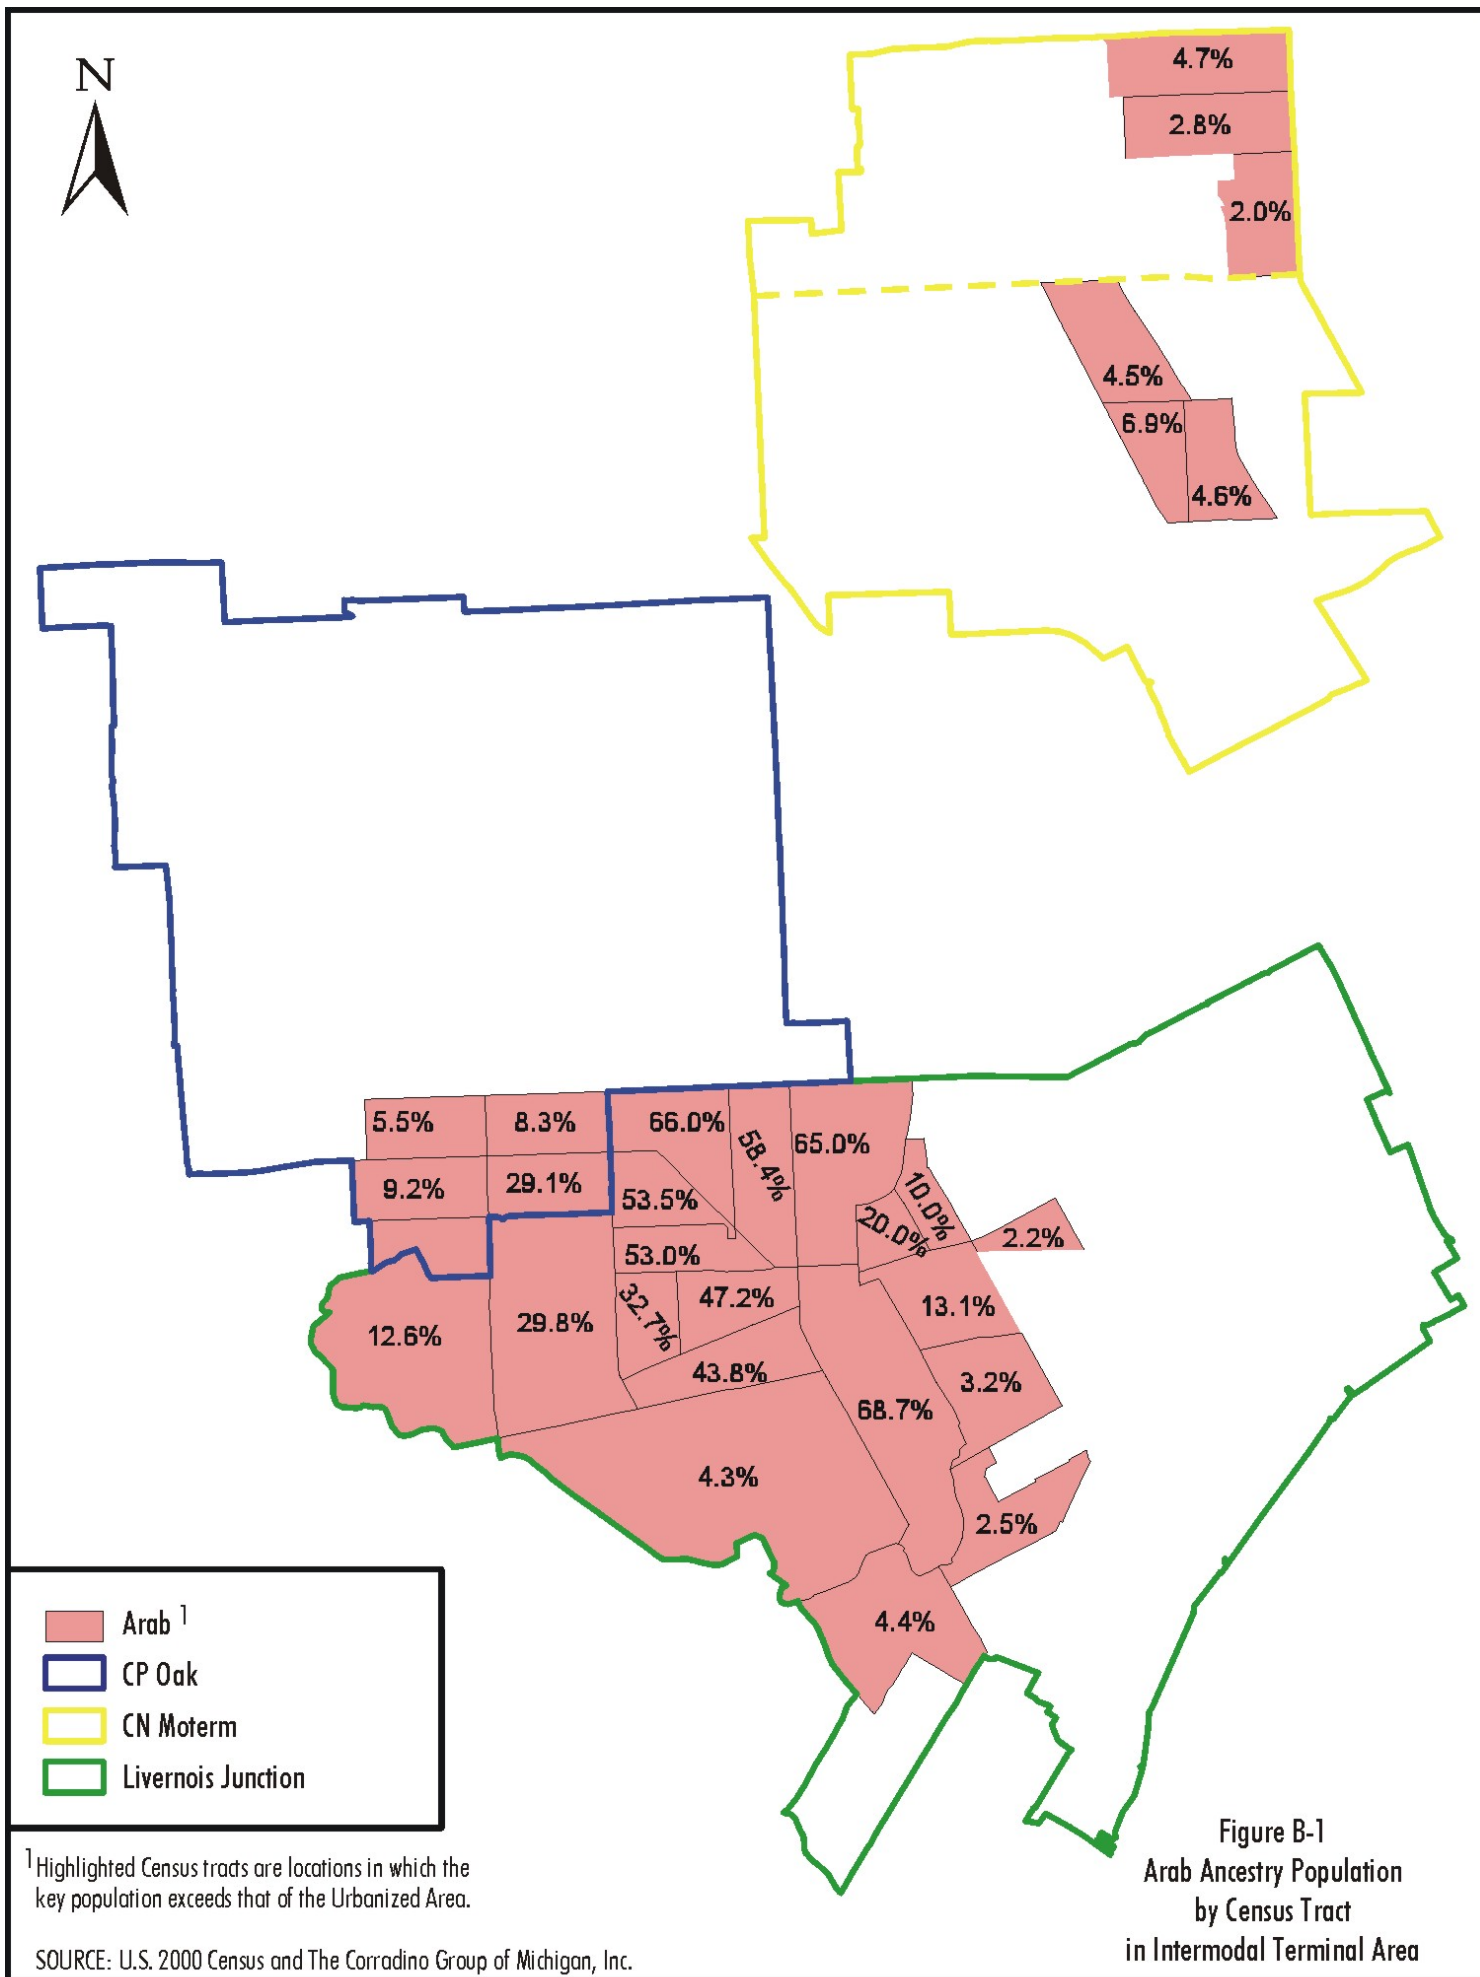 N
4.7%
2.8%
2.0%
4.5%
6.9%
4.6%
5.5%
8.3%
66.0%
58.4%
65.0%
9.2%
29.1%
53.5%
10.0%
20.0%
2.2%
53.0%
32.7%
47.2%
13.1%
12.6%
29.8%
43.8%
3.2%
68.7%
4.3%
2.5%
4.4%
Arab 1
CP Oak
CN Moterm
Livernois Junction
1 Highlighted Census tracts are locations in which the
key population exceeds that of the Urbanized Area.
SOURCE: U.S. 2000 Census and The Corradino Group of Michigan, Inc.
Figure B-1
Arab Ancestry Population
by Census Tract
in Intermodal Terminal Area